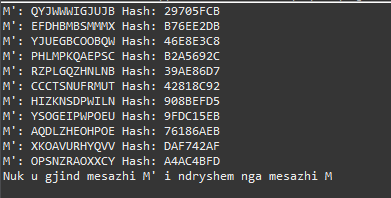 M': QYJWWWIGJUJB Hash: 29705FCB
M': EFDHBMBSMMMX Hash: B76EE2DB
M': YJUEGBCOOBQW Hash: 46E8E3C8
M': PHLMPKQAEPSC Hash: B2A5692C
M': RZPLGQZHNLNB Hash: 39AE86D7
M': CCCTSNUFRMUT Hash: 42818C92
M': HIZKNSDPWILN Hash: 908BEFD5
M': YSOGEIPWPOEU Hash: 9FDC15EB
M': AQDLZHEOHPOE Hash: 76186AEB
M': XKOAVURHYQVV Hash: DAF742AF
M': OPSNZRAOXXCY Hash: A4AC4BFD
Nuk u gjind mesazhi M' i ndryshem nga mesazhi M